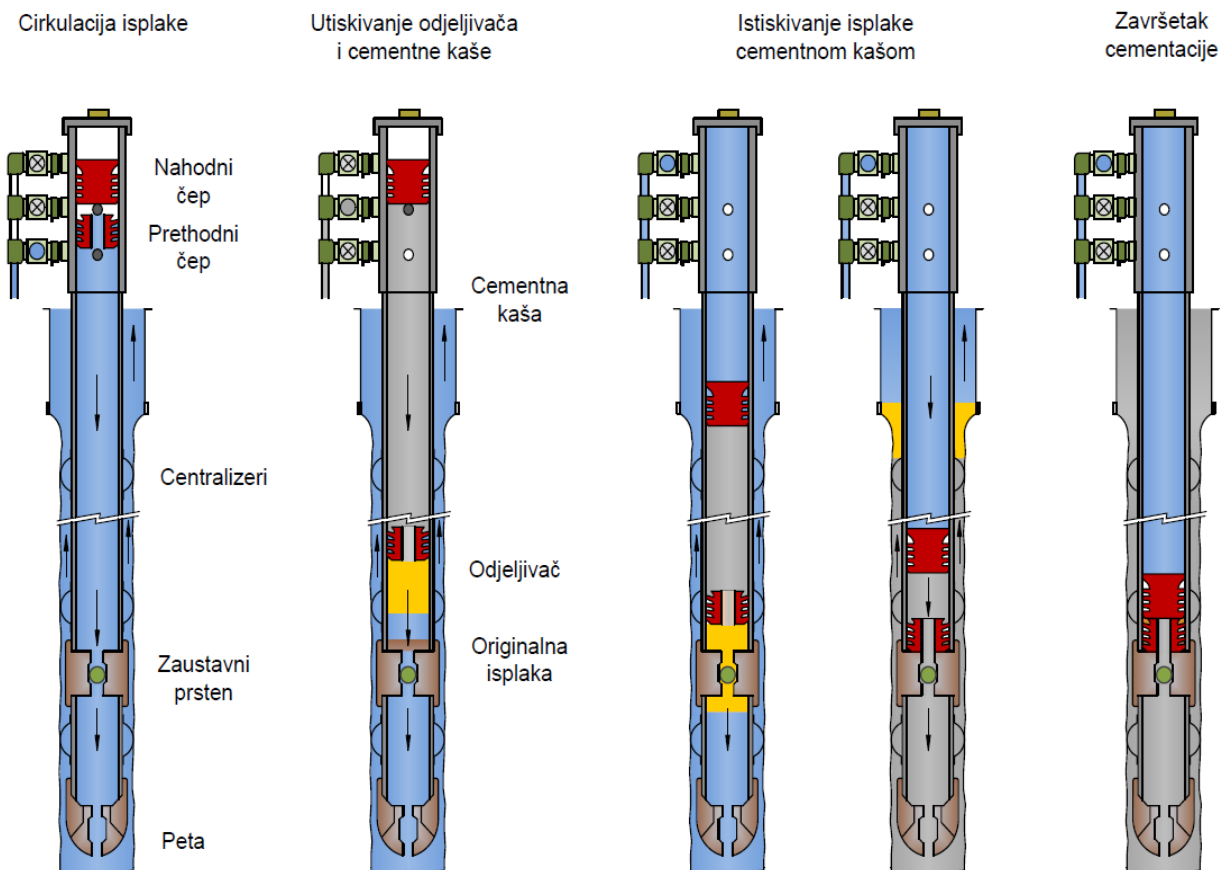 Cirkulacija isplake
Utiskivanje odjeljivača
i cementne kaše
Istiskivanje isplake
cementnom kašom
Završetak
cementacije
Nahodni
čep
Prethodni
čep
Cementna
kaša
Centralizeri
Odjeljivač
Originalna
isplaka
Zaustavni
prsten
Peta